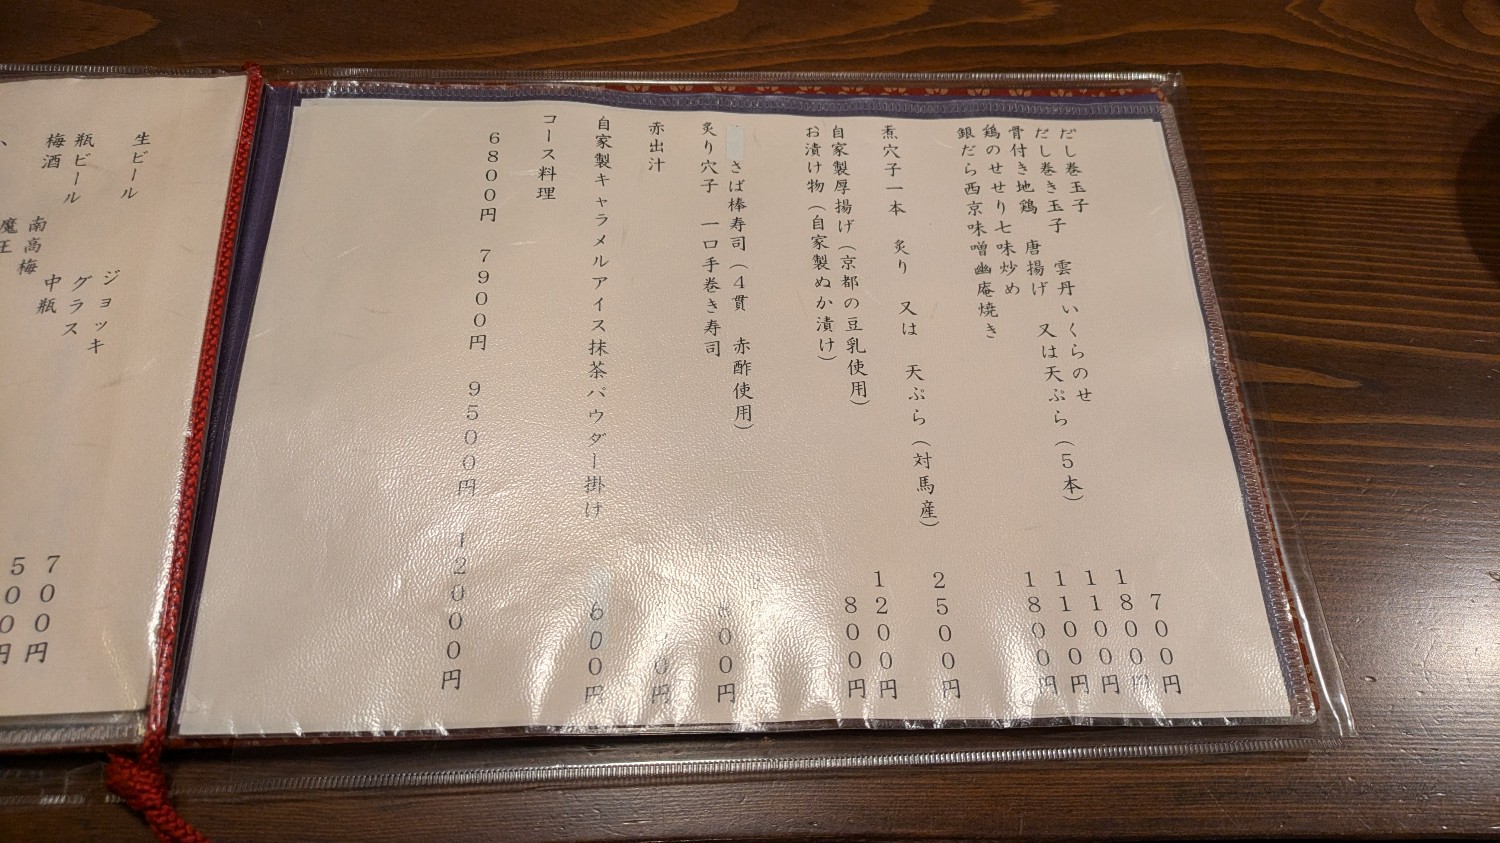 だし巻玉子 700円
だし巻き玉子 雲丹いくらのせ 1800円
骨付き地鶏 唐揚げ 又は天ぷら（5本） 1100円
鶏のせせり七味炒め 1100円
銀だら西京味噌幽庵焼き 1800円
煮穴子一本 炙り 又は 天ぷら（対馬産） 2500円
自家製厚揚げ（京都の豆乳使用） 1200円
お漬け物（自家製ぬか漬け） 800円
さば棒寿司（4貫 赤酢使用）
炙り穴子 一口手巻き寿司 00円
赤出汁 0円
自家製キャラメルアイス抹茶パウダー掛け 600円
コース料理
6800円 7900円 9500円 12000円
生ビール ジョッキ
瓶ビール グラス
中瓶 700円
梅酒 南高梅 500円
魔王